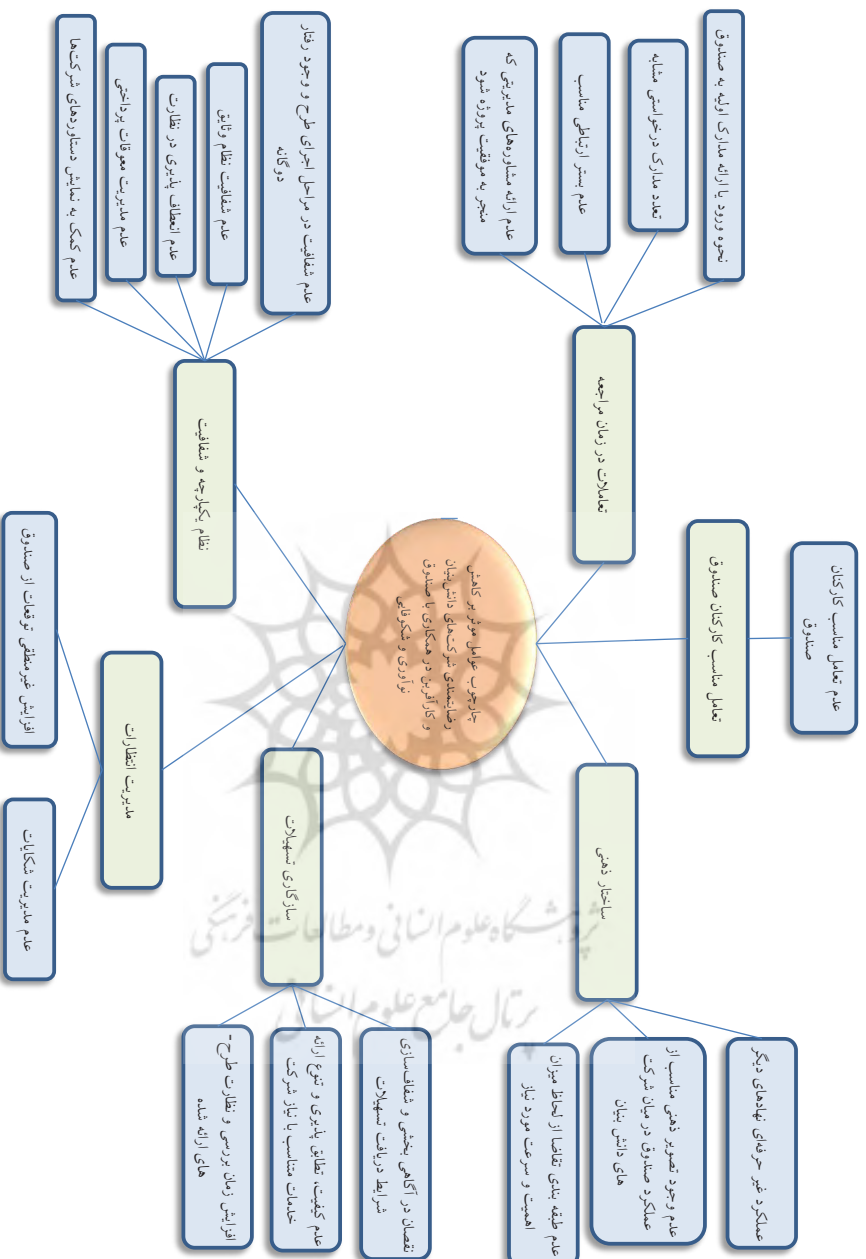 عدم تعامل مناسب کارکنان
صندوق
تعامل مناسب کارکنان صندوق
عملکرد غیر حرفه‌ای نهادهای دیگر
عدم وجود تصویر ذهنی مناسب از
عملکرد صندوق در میان شرکت
های دانش بنیان
عدم طبقه بندی تقاضا از لحاظ میزان
اهمیت و سرعت مورد نیاز
ساختار ذهنی
نحوه ورود یا ارائه مدارک اولیه به صندوق
تعدد مدارک درخواستی مشابه
عدم بستر ارتباطی مناسب
عدم ارائه مشاوره‌های مدیریتی که
منجر به موفقیت پروژه شود
تعاملات در زمان مراجعه
چارچوب عوامل موثر بر کاهش
رضایتمندی شرکت‌های دانش‌بنیان
و کارآفرین در همکاری با صندوق
نوآوری و شکوفایی
نقصان در آگاهی بخشی و شفاف‌سازی
شرایط دریافت تسهیلات
عدم کیفیت، تطابق پذیری و تنوع ارائه
خدمات متناسب با نیاز شرکت
افزایش زمان بررسی و نظارت طرح-
های ارائه شده
سازگاری تسهیلات
عدم شفافیت در مراحل اجرای طرح و وجود رفتار
دوگانه
عدم شفافیت نظام وثایق
عدم انعطاف پذیری در نظارت
عدم مدیریت معوقات پرداختی
عدم کمک به نمایش دستاوردهای شرکت‌ها
نظام یکپارچه و شفافیت
مدیریت انتظارات
عدم مدیریت شکایات
افزایش غیرمنطقی توقعات از صندوق
پژوهشگاه علوم انسانی و مطالعات فرهنگی
پرتال جامع علوم انسانی